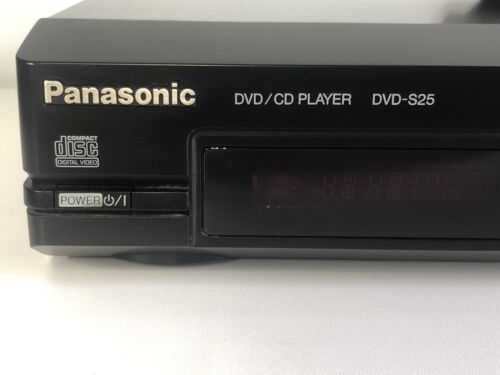 Panasonic DVD/CD PLAYER DVD-S25
COMPACT
disc
DIGITAL VIDEO
POWER ⏻/I